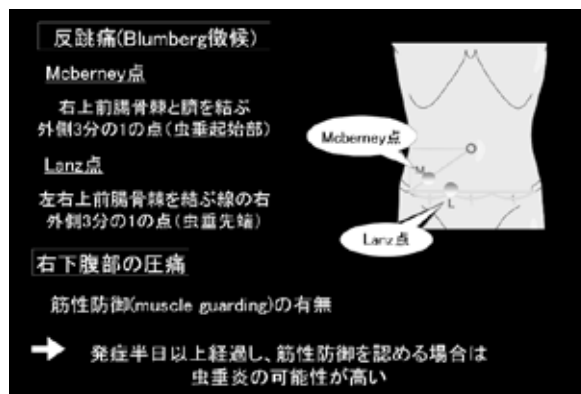 反跳痛(Blumberg徴候)
Mcberney点
右上前腸骨棘と臍を結ぶ
外側3分の1の点(虫垂起始部)
Lanz点
左右上前腸骨棘を結ぶ線の右
外側3分の1の点(虫垂先端)
Mcberney点
M
L
Lanz点
右下腹部の圧痛
筋性防御(muscle guarding)の有無
発症半日以上経過し、筋性防御を認める場合は
虫垂炎の可能性が高い